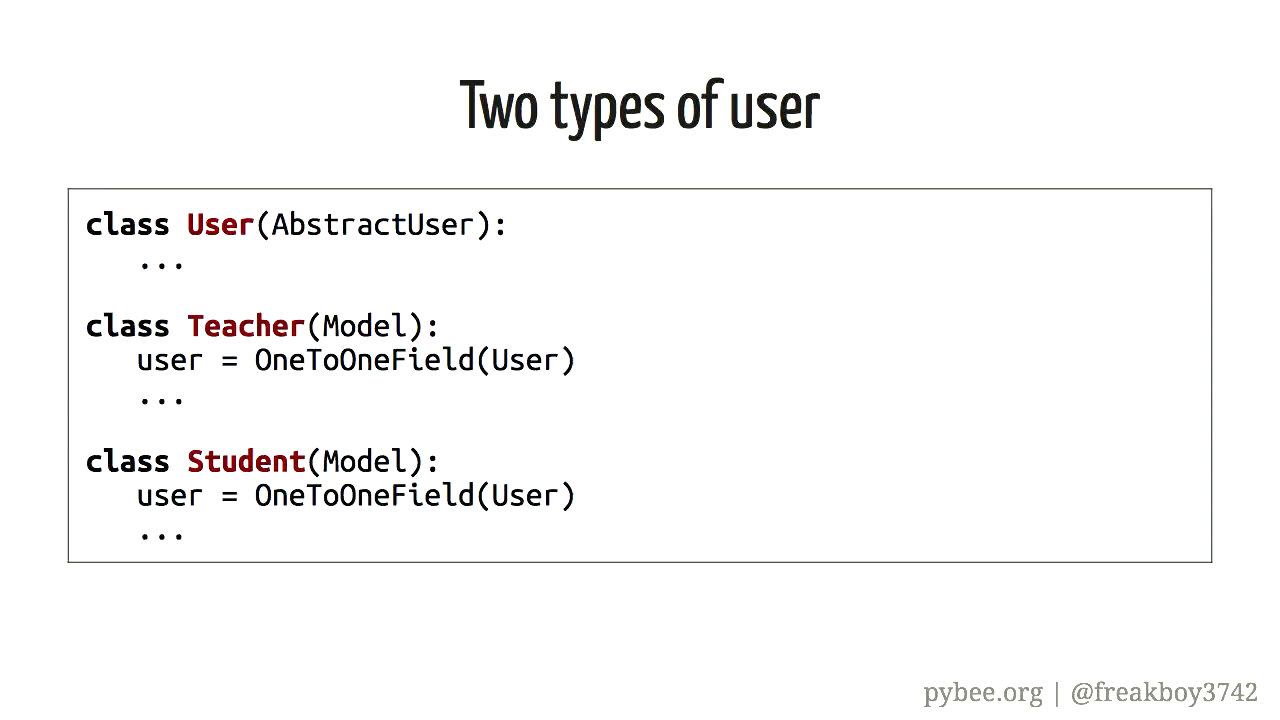 Two types of user
class User(AbstractUser):
   ...
class Teacher(Model):
   user = OneToOneField(User)
   ...
class Student(Model):
   user = OneToOneField(User)
   ...
pybee.org | @freakboy3742